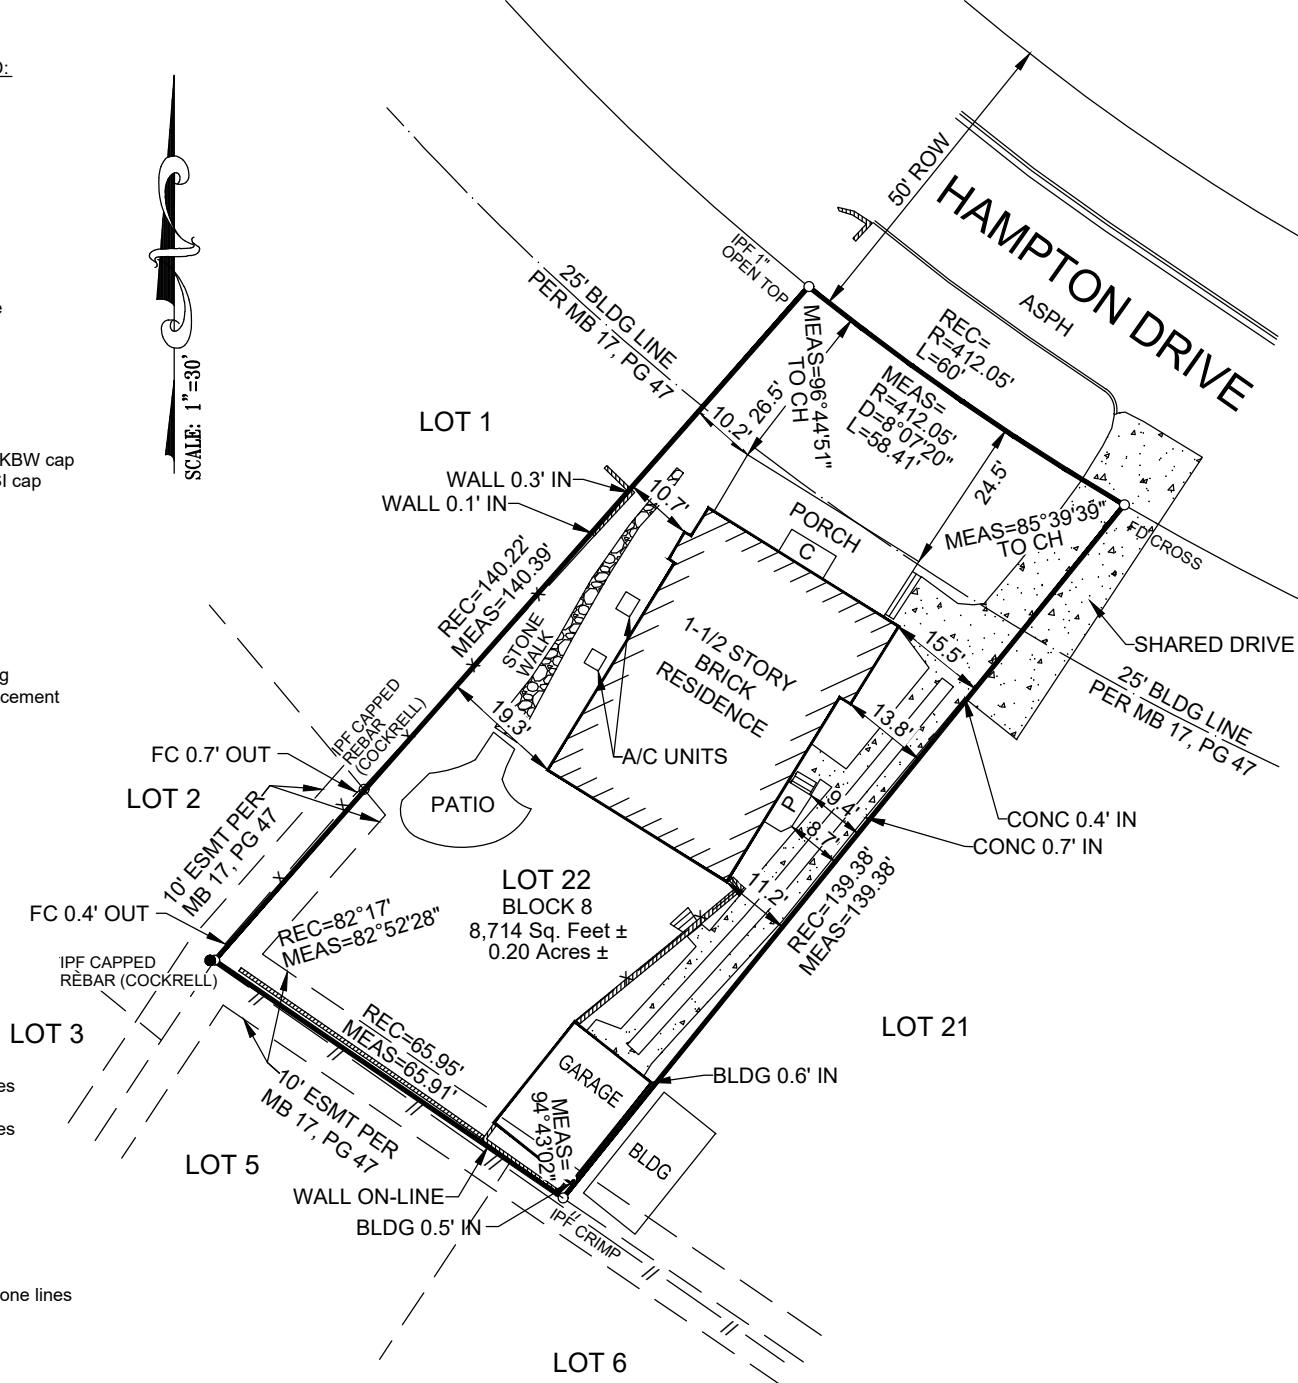 ):
e
KBW cap
SI cap
g
cement
es
es
one lines
SCALE: 1"=30'
50' ROW
HAMPTON DRIVE
ASPH
IPF 1"
OPEN TOP
25' BLDG LINE
PER MB 17, PG 47
REC=
R=412.05'
L=60'
MEAS=
R=412.05'
D=8°07'20"
L=58.41'
MEAS=96°44'51"
TO CH
26.5'
10.2'
24.5'
LOT 1
WALL 0.3' IN
WALL 0.1' IN
10.7'
PORCH
C
MEAS=85°39'39"
TO CH
FD CROSS
SHARED DRIVE
25' BLDG LINE
PER MB 17, PG 47
REC=140.22'
MEAS=140.39'
STONE
WALK
1-1/2 STORY
BRICK
RESIDENCE
15.5'
13.8'
19.3'
A/C UNITS
IPF CAPPED
REBAR
(COCKRELL)
FC 0.7' OUT
LOT 2
PATIO
P
9.4'
8.7'
11.2'
CONC 0.4' IN
CONC 0.7' IN
10' ESMT PER
MB 17, PG 47
LOT 22
BLOCK 8
8,714 Sq. Feet ±
0.20 Acres ±
REC=139.38'
MEAS=139.38'
FC 0.4' OUT
REC=82°17'
MEAS=82°52'28"
IPF CAPPED
REBAR (COCKRELL)
LOT 3
LOT 21
REC=65.95'
MEAS=65.91'
GARAGE
MEAS=
94°43'02"
BLDG 0.6' IN
BLDG
10' ESMT PER
MB 17, PG 47
LOT 5
WALL ON-LINE
BLDG 0.5' IN
IPF CRIMP
LOT 6